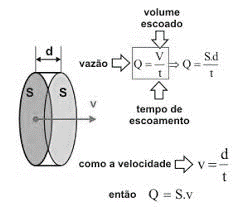 volume
escoado
d
vazão Q = V/t ⇒ Q = S.d/t
S S v
tempo de
escoamento
como a velocidade v = d/t
então Q = S.v